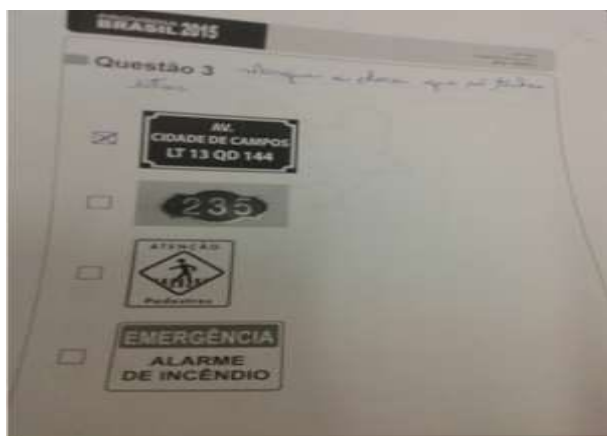 BRASIL 2015
Questão 3
AV.
CIDADE DE CAMPOS
LT 13 QD 144
235
ATENÇÃO
Pedestres
EMERGÊNCIA
ALARME
DE INCÊNDIO